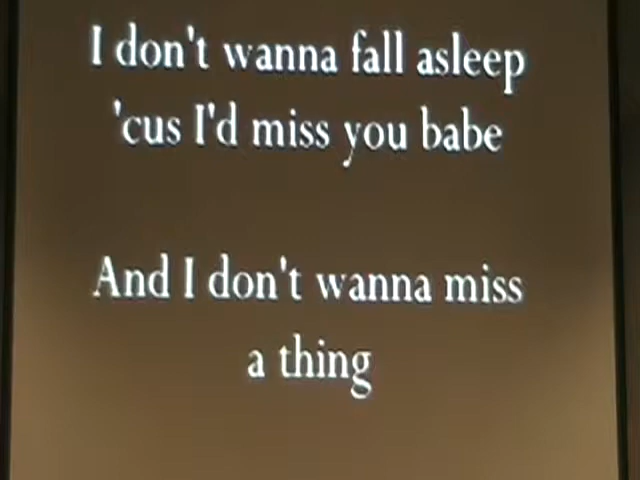 I don't wanna fall asleep
'cus I'd miss you babe
And I don't wanna miss
a thing